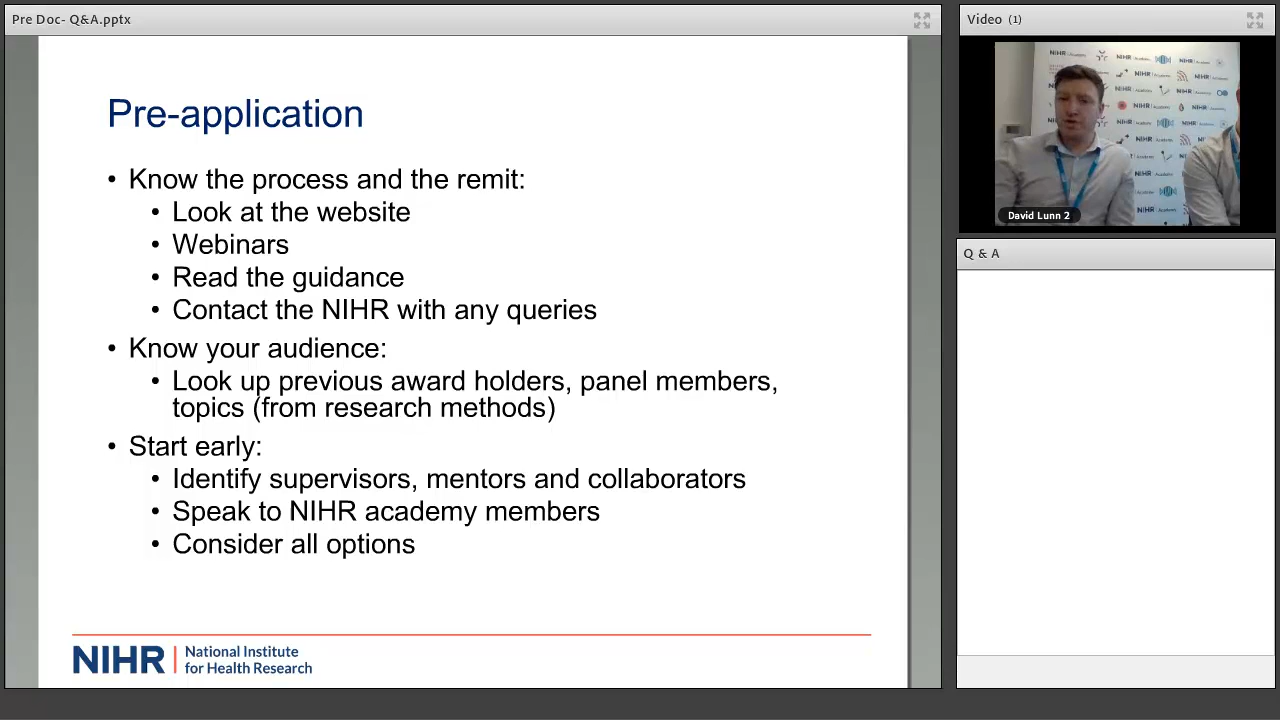 Pre Doc- Q&A.pptx
Pre-application
• Know the process and the remit:
• Look at the website
• Webinars
• Read the guidance
• Contact the NIHR with any queries
• Know your audience:
• Look up previous award holders, panel members,
topics (from research methods)
• Start early:
• Identify supervisors, mentors and collaborators
• Speak to NIHR academy members
• Consider all options
NIHR | National Institute
for Health Research
Video (1)
David Lunn 2
Q & A